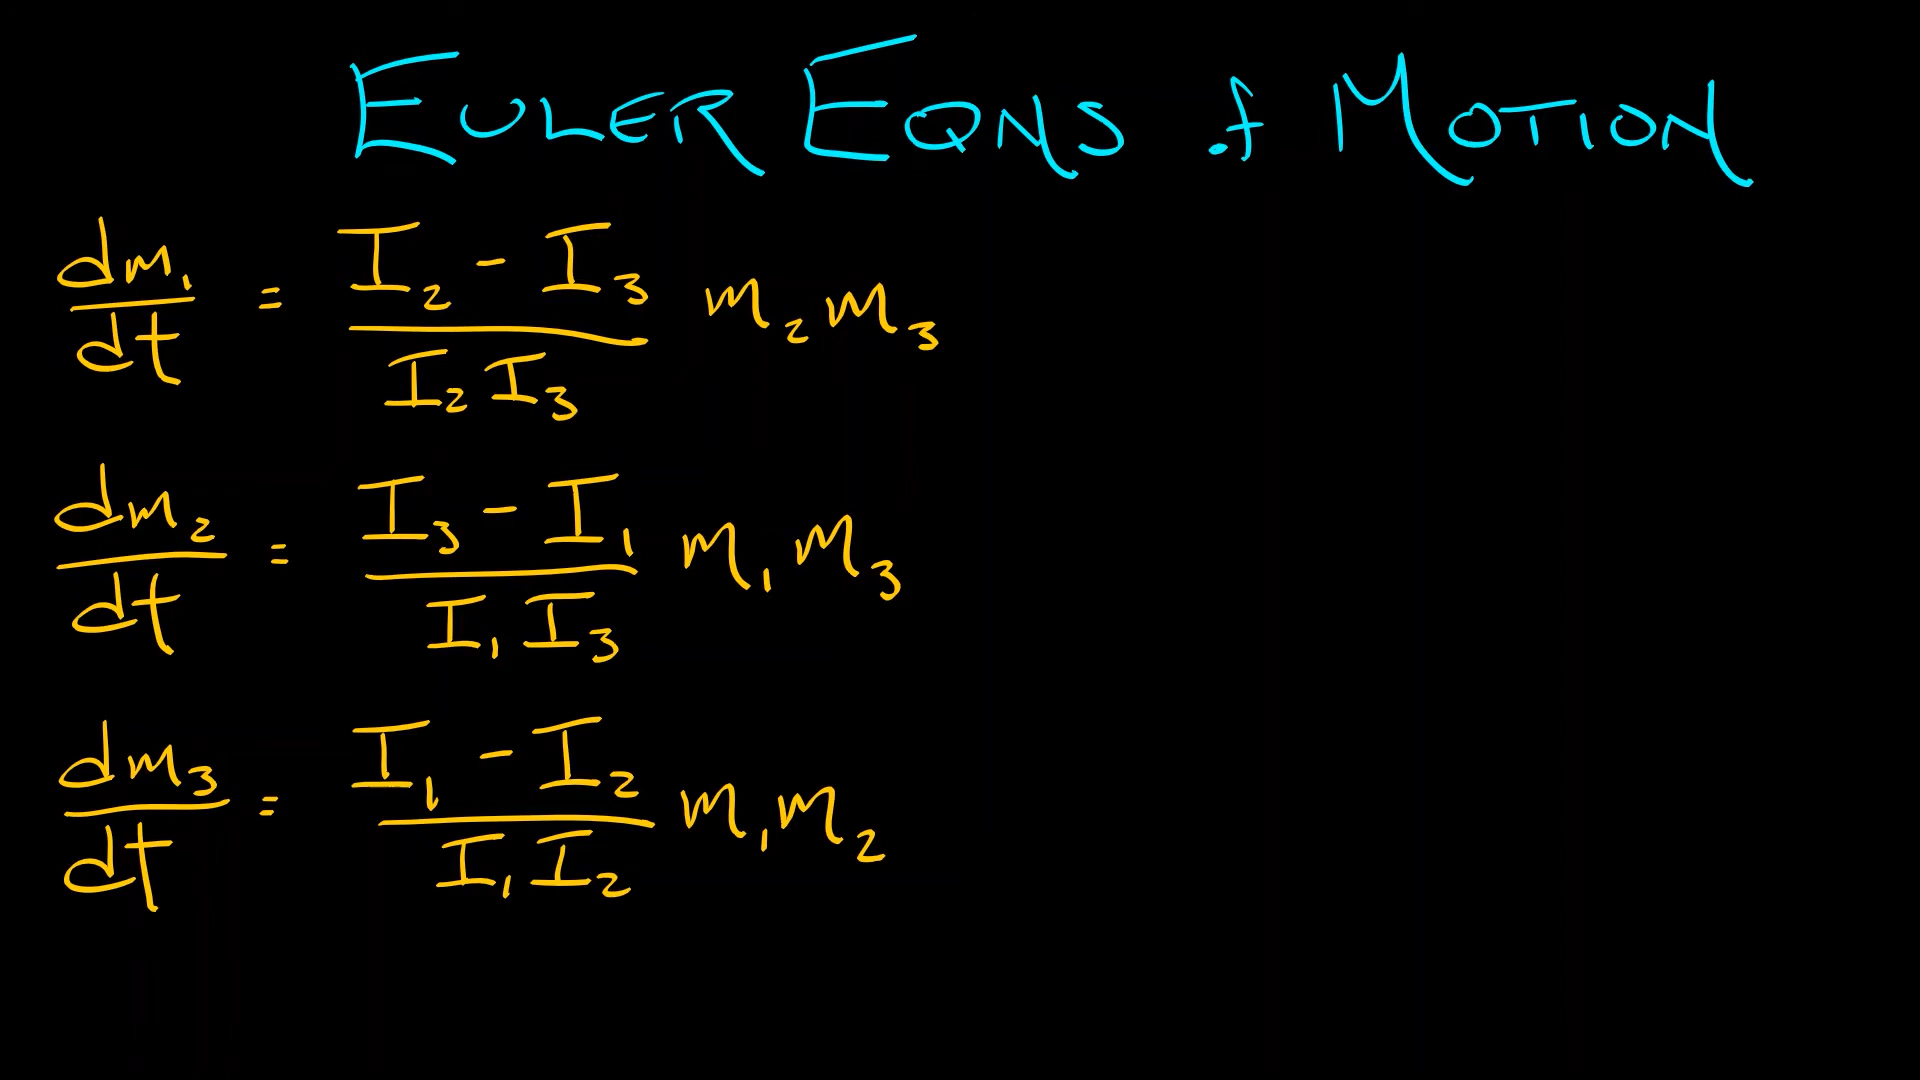 EULER EQNS of MOTION
dm₁/dt = (I₂ - I₃)/(I₂ I₃) m₂ m₃
dm₂/dt = (I₃ - I₁)/(I₁ I₃) m₁ m₃
dm₃/dt = (I₁ - I₂)/(I₁ I₂) m₁ m₂